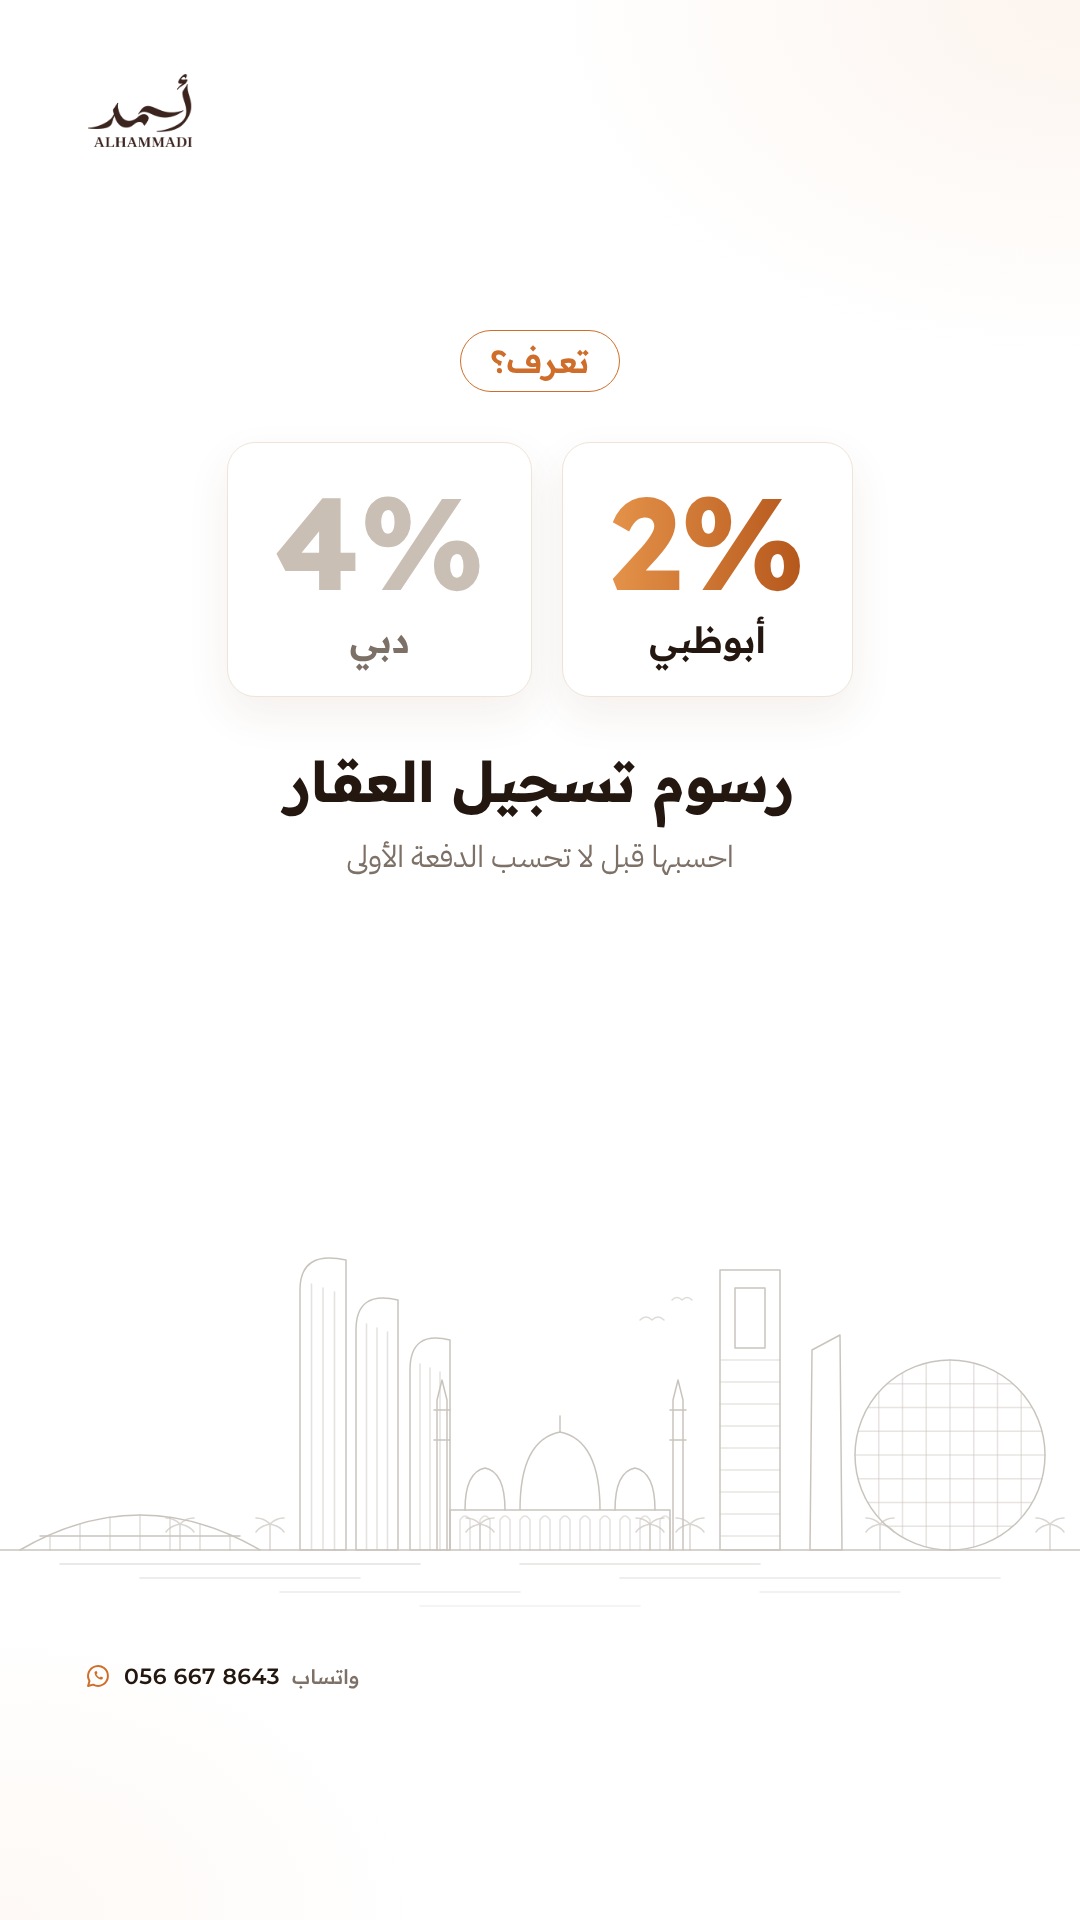 أحمد
ALHAMMADI
تعرف؟
2%
أبوظبي
4%
دبي
رسوم تسجيل العقار
احسبها قبل لا تحسب الدفعة الأولى
واتساب 056 667 8643